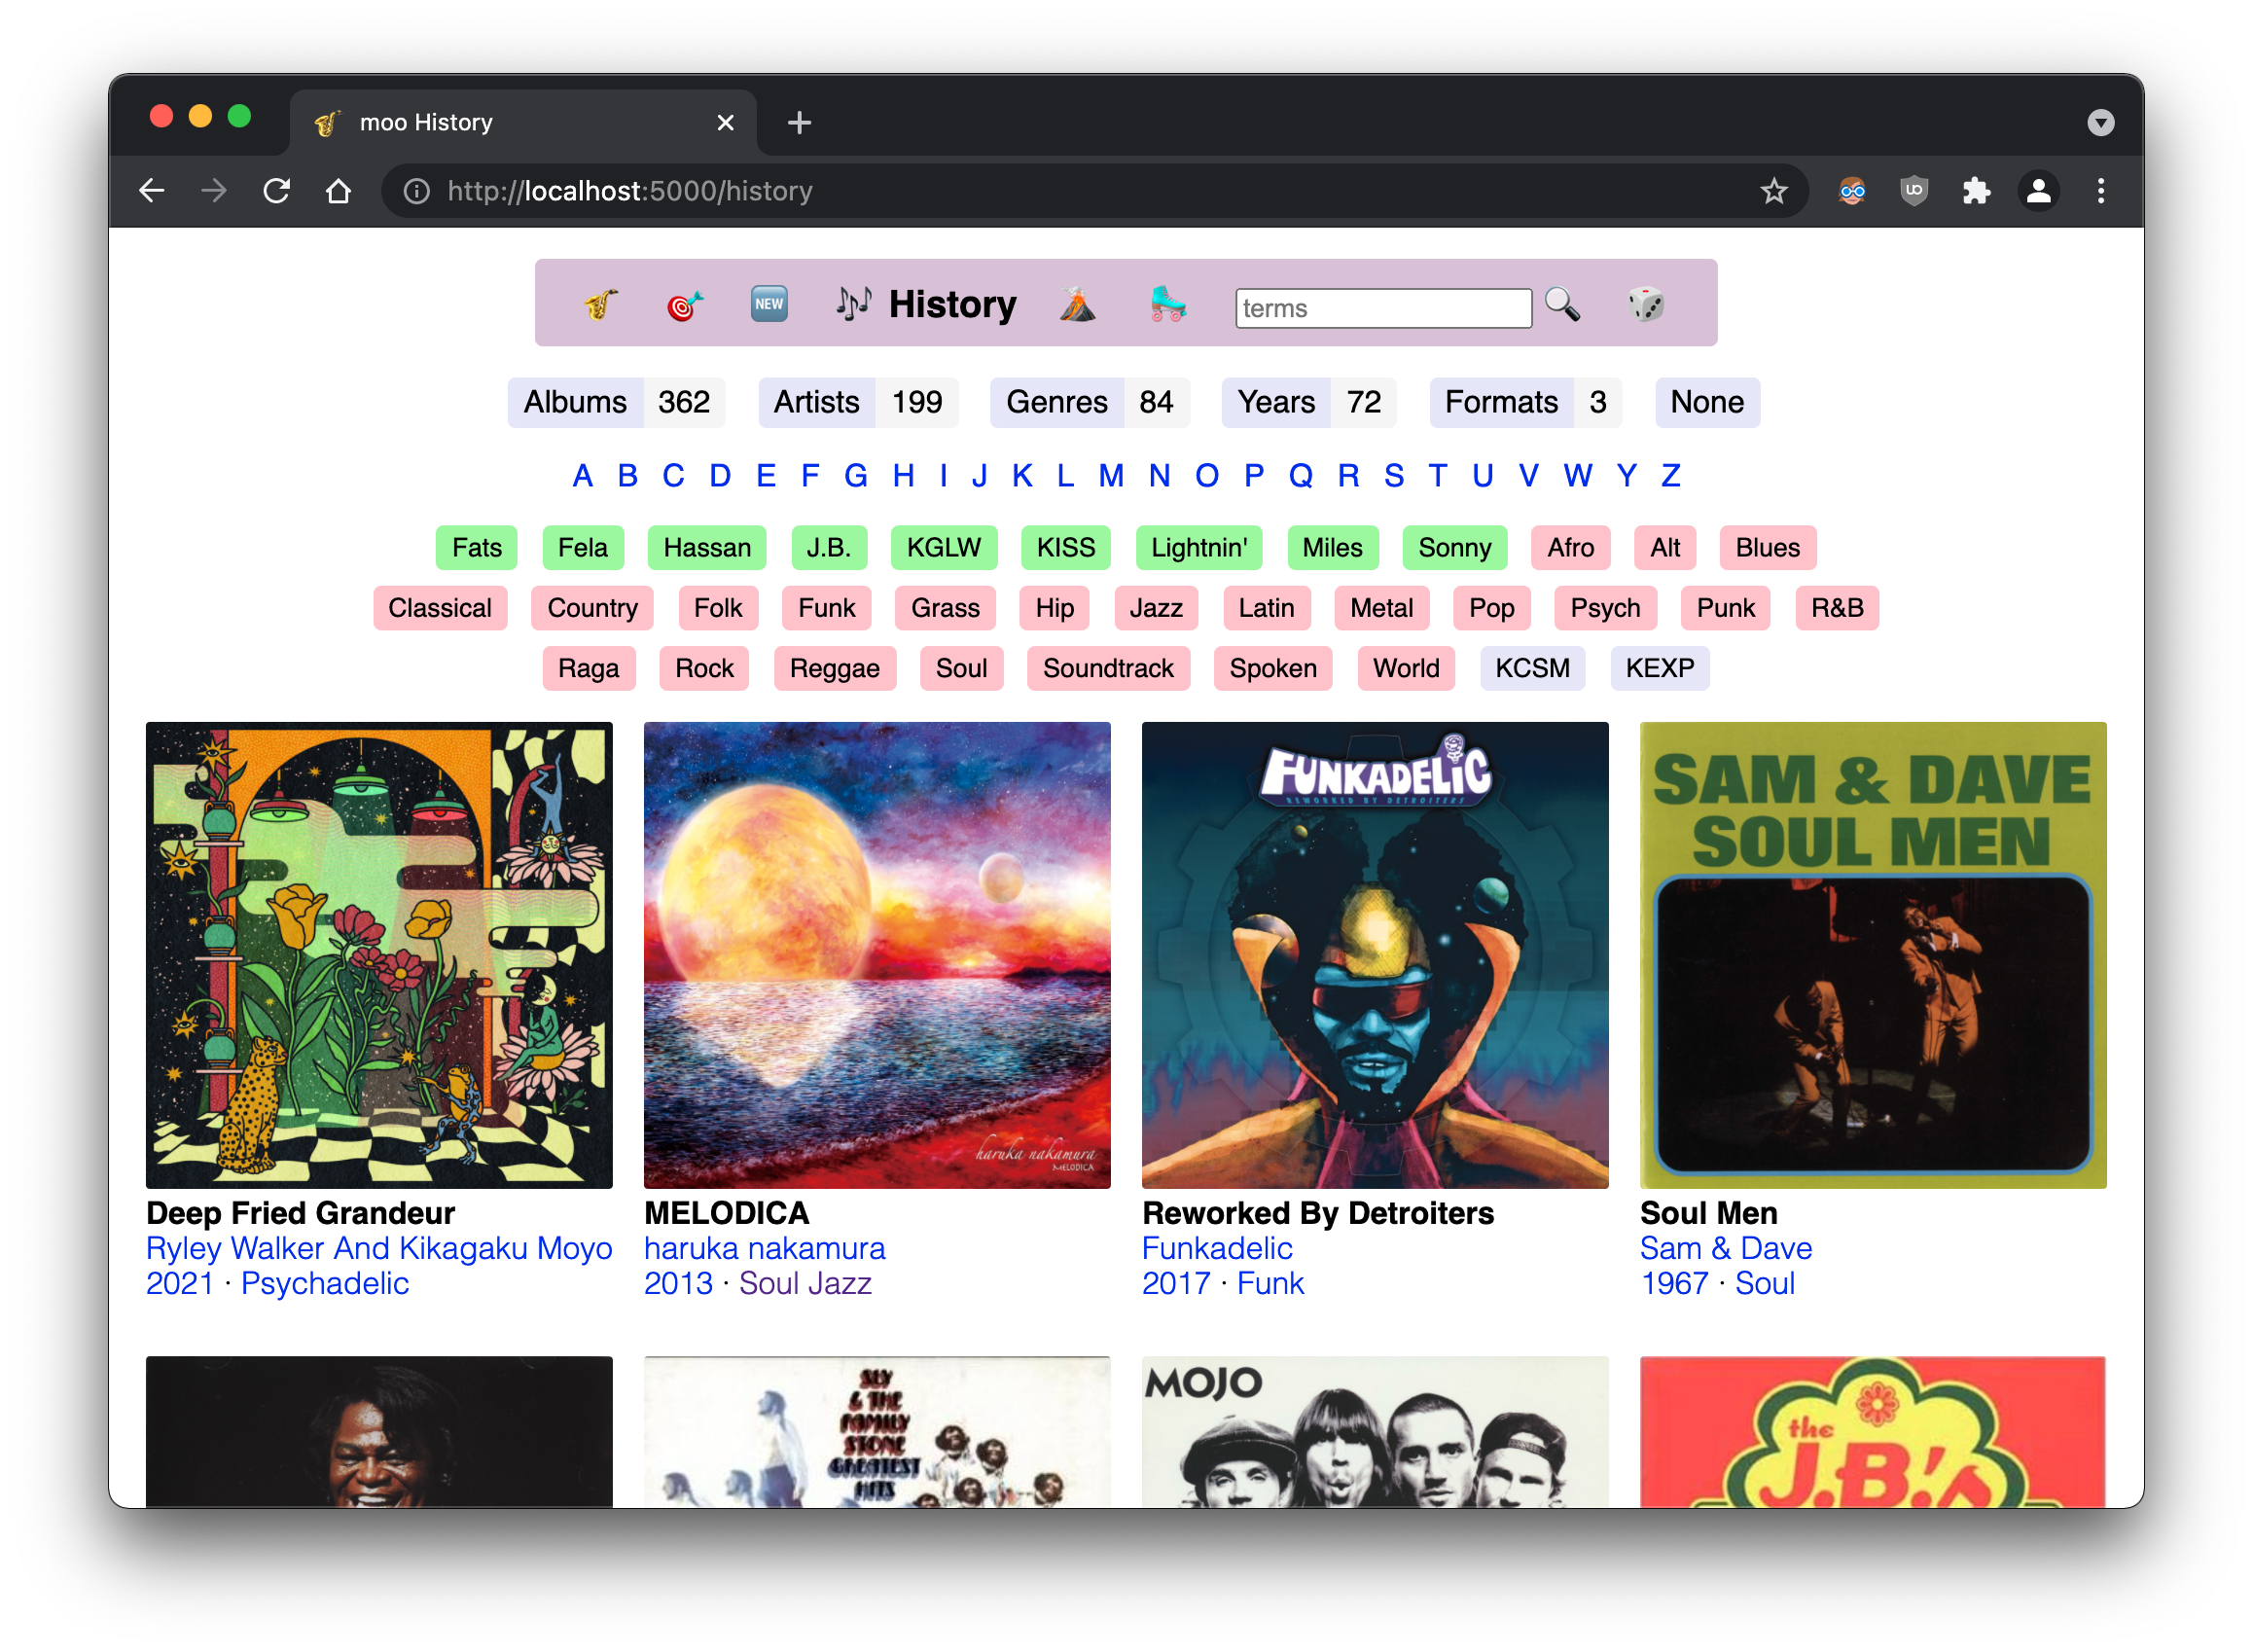 moo History
http://localhost:5000/history
NEW History terms
Albums 362 Artists 199 Genres 84 Years 72 Formats 3 None
A B C D E F G H I J K L M N O P Q R S T U V W Y Z
Fats Fela Hassan J.B. KGLW KISS Lightnin' Miles Sonny Afro Alt Blues
Classical Country Folk Funk Grass Hip Jazz Latin Metal Pop Psych Punk R&B
Raga Rock Reggae Soul Soundtrack Spoken World KCSM KEXP
FUNKADELIC
REWORKED BY DETROITERS
SAM & DAVE
SOUL MEN
haruka nakamura
MELODICA
Deep Fried Grandeur
Ryley Walker And Kikagaku Moyo
2021 · Psychadelic
MELODICA
haruka nakamura
2013 · Soul Jazz
Reworked By Detroiters
Funkadelic
2017 · Funk
Soul Men
Sam & Dave
1967 · Soul
SLY
& THE
FAMILY
STONE
GREATEST
HITS
MOJO
the
J.B.'s